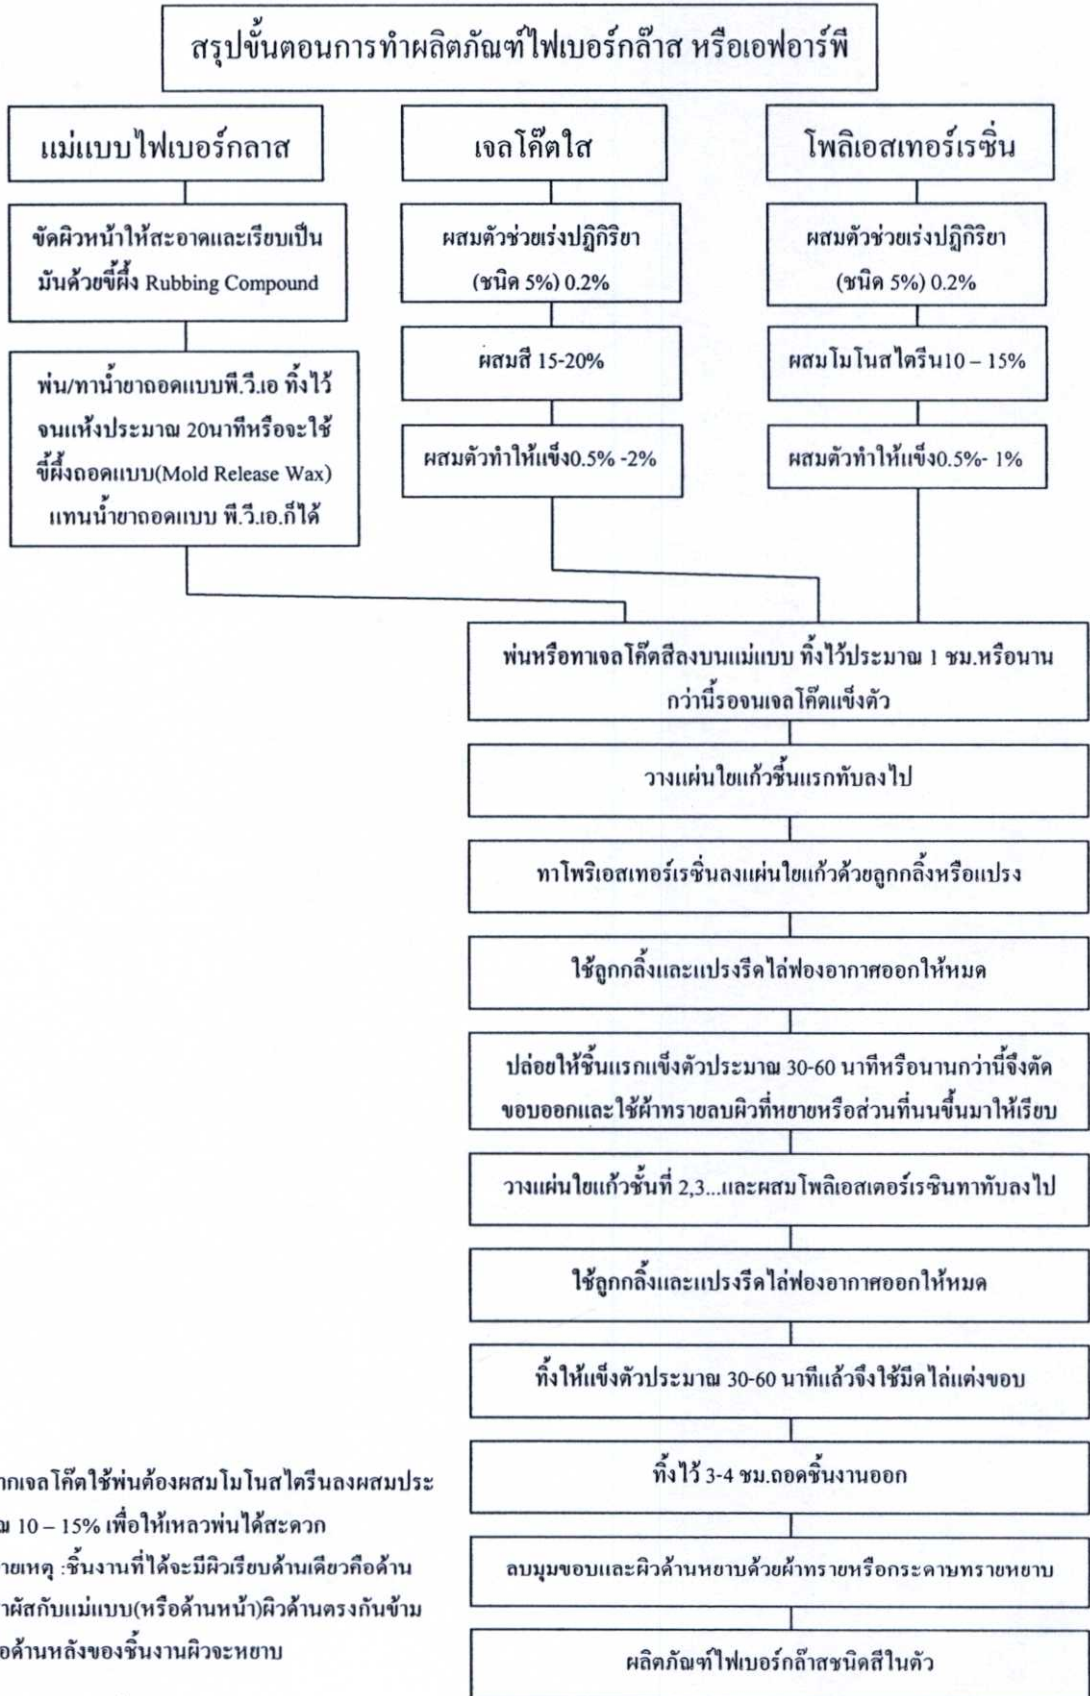 สรุปขั้นตอนการทำผลิตภัณฑ์ไฟเบอร์กล๊าส หรือเอฟอาร์พี
แม่แบบไฟเบอร์กลาส
ขัดผิวหน้าให้สะอาดและเรียบเป็น
มันด้วยขี้ผึ้ง Rubbing Compound
พ่น/ทาน้ำยาถอดแบบพี.วี.เอ ทิ้งไว้
จนแห้งประมาณ 20นาทีหรือจะใช้
ขี้ผึ้งถอดแบบ(Mold Release Wax)
แทนน้ำยาถอดแบบ พี.วี.เอ.ก็ได้
เจลโค๊ตใส
ผสมตัวช่วยเร่งปฏิกิริยา
(ชนิด 5%) 0.2%
ผสมสี 15-20%
ผสมตัวทำให้แข็ง0.5% -2%
โพลิเอสเทอร์เรซิ่น
ผสมตัวช่วยเร่งปฏิกิริยา
(ชนิด 5%) 0.2%
ผสมโมโนสไตรีน10 – 15%
ผสมตัวทำให้แข็ง0.5%- 1%
พ่นหรือทาเจลโค๊ตสีลงบนแม่แบบ ทิ้งไว้ประมาณ 1 ชม.หรือนาน
กว่านี้รอจนเจลโค๊ตแข็งตัว
วางแผ่นใยแก้วชิ้นแรกทับลงไป
ทาโพริเอสเทอร์เรซิ่นลงแผ่นใยแก้วด้วยลูกกลิ้งหรือแปรง
ใช้ลูกกลิ้งและแปรงรีดไล่ฟองอากาศออกให้หมด
ปล่อยให้ชิ้นแรกแข็งตัวประมาณ 30-60 นาทีหรือนานกว่านี้จึงตัด
ขอบออกและใช้ผ้าทรายลบผิวที่หยายหรือส่วนที่นนขึ้นมาให้เรียบ
วางแผ่นใยแก้วชั้นที่ 2,3...และผสมโพลิเอสเตอร์เรซินทาทับลงไป
ใช้ลูกกลิ้งและแปรงรีดไล่ฟองอากาศออกให้หมด
ทิ้งให้แข็งตัวประมาณ 30-60 นาทีแล้วจึงใช้มีดไล่แต่งขอบ
ทิ้งไว้ 3-4 ชม.ถอดชิ้นงานออก
ลบมุมขอบและผิวด้านหยาบด้วยผ้าทรายหรือกระดาษทรายหยาบ
ผลิตภัณฑ์ไฟเบอร์กล๊าสชนิดสีในตัว
ากเจลโค๊ตใช้พ่นต้องผสมโมโนสไตรีนลงผสมประ
ณ 10 – 15% เพื่อให้เหลวพ่นได้สะดวก
ายเหตุ :ชิ้นงานที่ได้จะมีผิวเรียบด้านเดียวคือด้าน
าผัสกับแม่แบบ(หรือด้านหน้า)ผิวด้านตรงกันข้าม
อด้านหลังของชิ้นงานผิวจะหยาบ